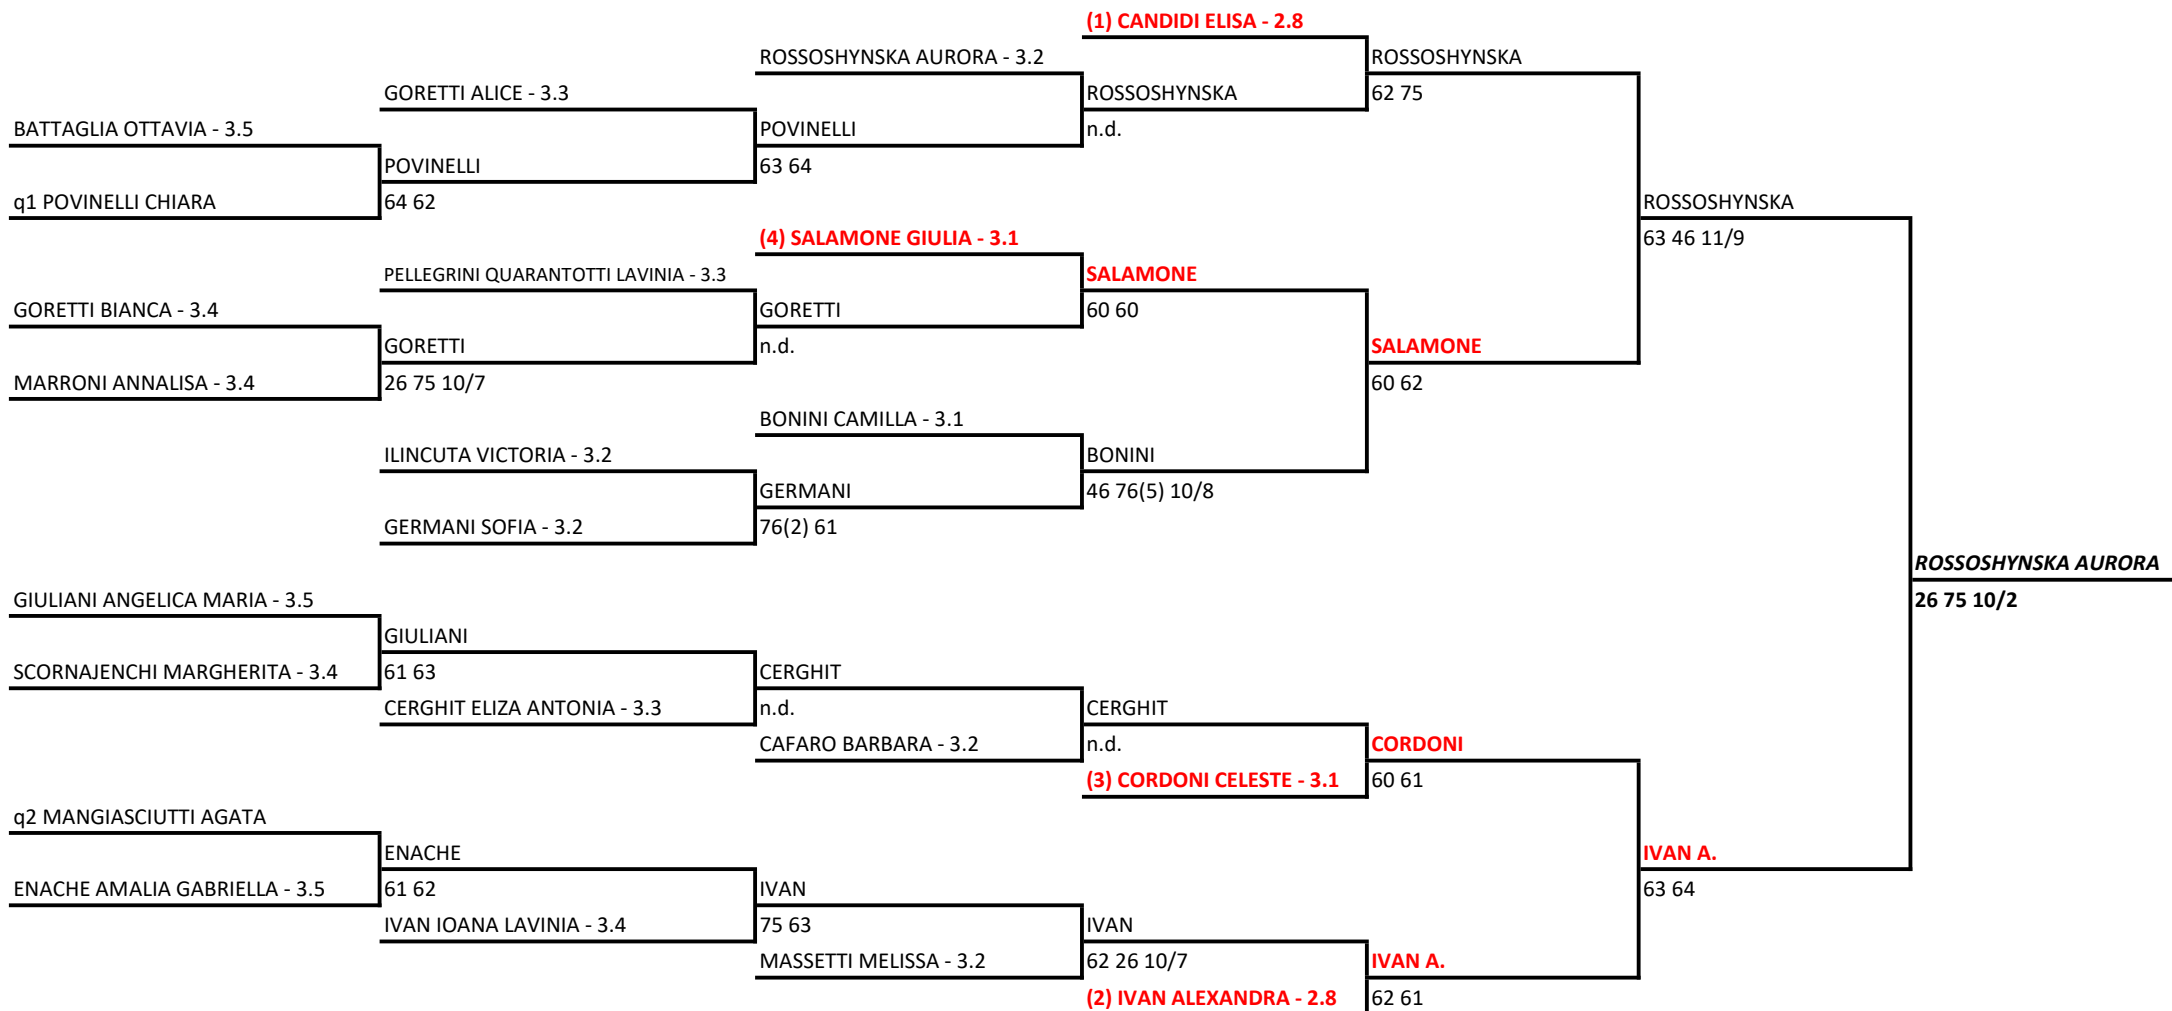 (1) CANDIDI ELISA - 2.8
ROSSOSHYNSKA AURORA - 3.2
ROSSOSHYNSKA
GORETTI ALICE - 3.3
ROSSOSHYNSKA
62 75
BATTAGLIA OTTAVIA - 3.5
POVINELLI
n.d.
POVINELLI
63 64
q1 POVINELLI CHIARA
64 62
ROSSOSHYNSKA
(4) SALAMONE GIULIA - 3.1
63 46 11/9
PELLEGRINI QUARANTOTTI LAVINIA - 3.3
SALAMONE
GORETTI BIANCA - 3.4
GORETTI
60 60
GORETTI
n.d.
SALAMONE
MARRONI ANNALISA - 3.4
26 75 10/7
60 62
BONINI CAMILLA - 3.1
ILINCUTA VICTORIA - 3.2
BONINI
GERMANI
46 76(5) 10/8
GERMANI SOFIA - 3.2
76(2) 61
ROSSOSHYNSKA AURORA
GIULIANI ANGELICA MARIA - 3.5
26 75 10/2
GIULIANI
SCORNAJENCHI MARGHERITA - 3.4
61 63
CERGHIT
CERGHIT ELIZA ANTONIA - 3.3
n.d.
CERGHIT
CAFARO BARBARA - 3.2
n.d.
CORDONI
(3) CORDONI CELESTE - 3.1
60 61
q2 MANGIASCIUTTI AGATA
ENACHE
IVAN A.
ENACHE AMALIA GABRIELLA - 3.5
61 62
IVAN
63 64
IVAN IOANA LAVINIA - 3.4
75 63
IVAN
MASSETTI MELISSA - 3.2
62 26 10/7
IVAN A.
(2) IVAN ALEXANDRA - 2.8
62 61